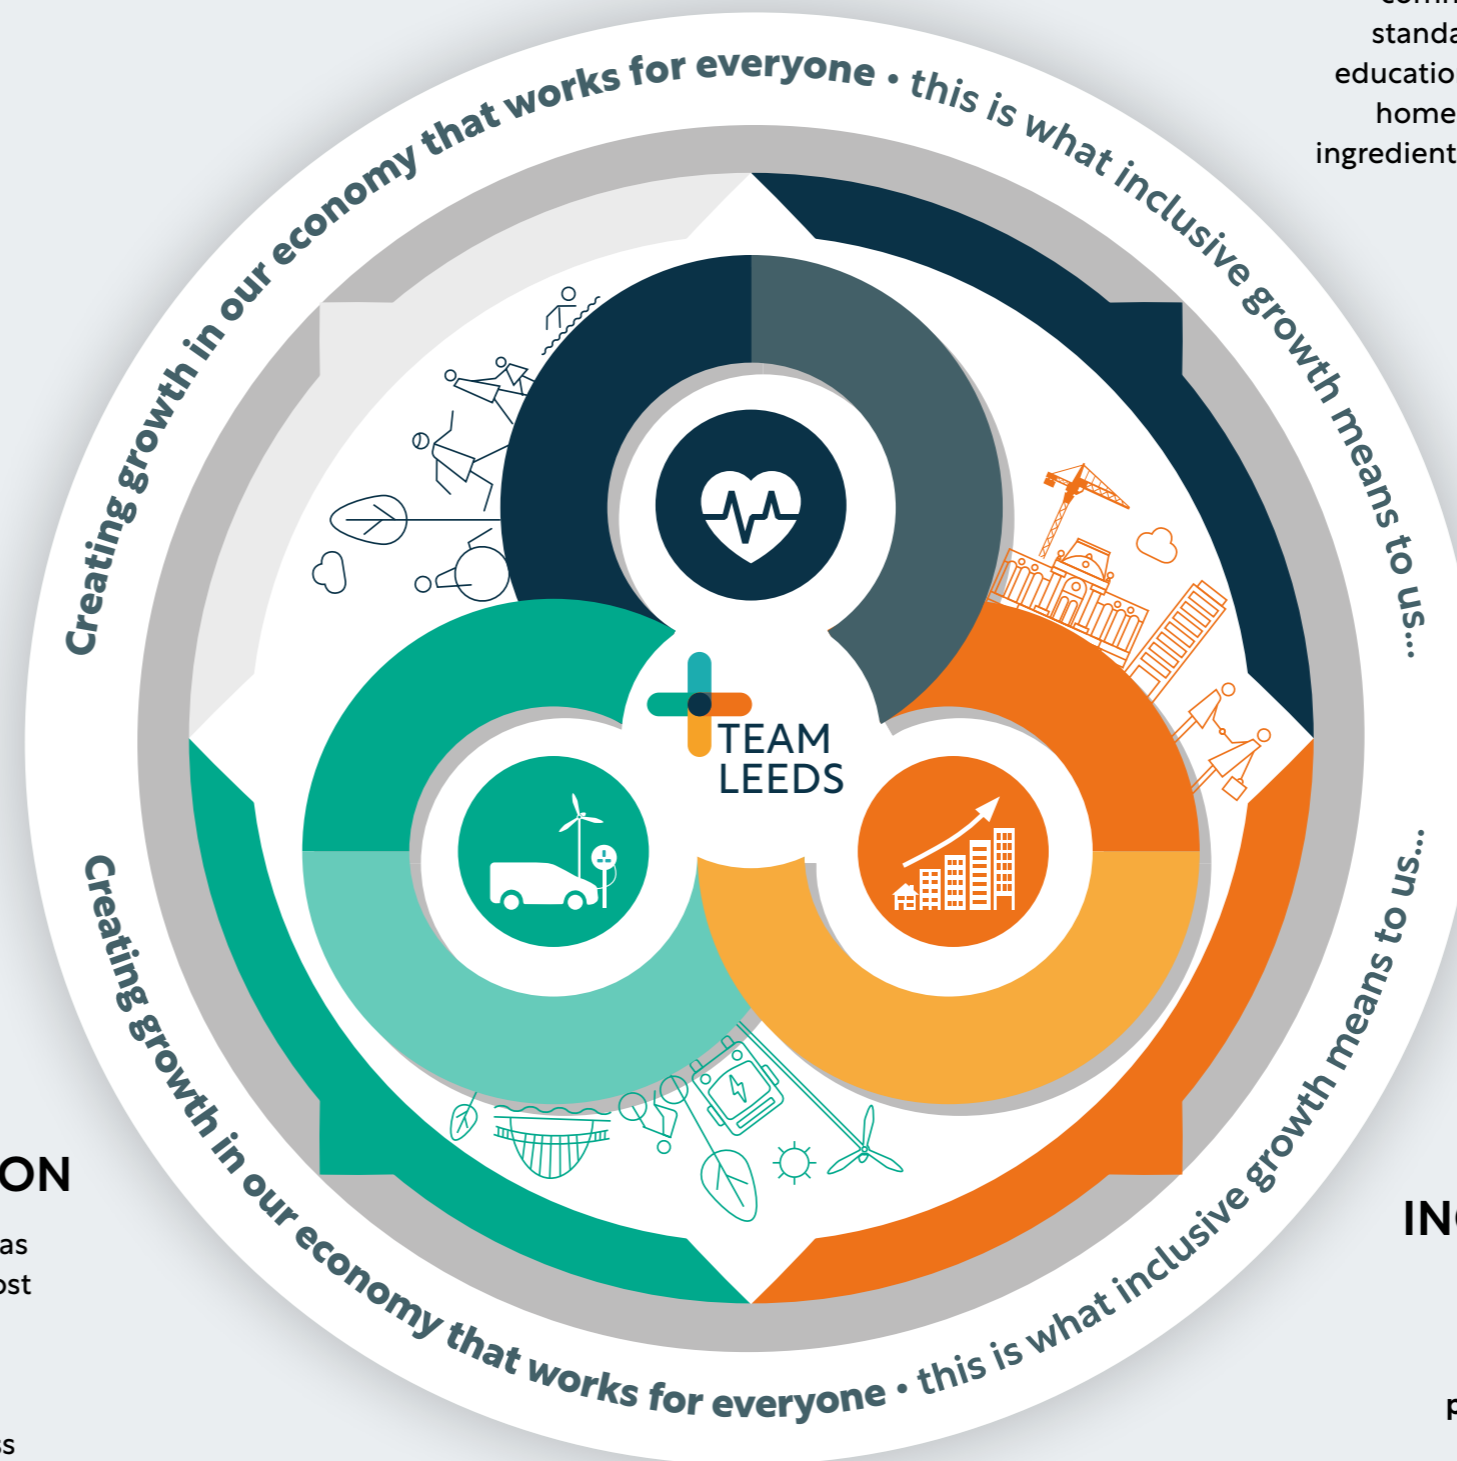 standa
educatio
home
ingredient
Creating growth in our economy that works for everyone • this is what inclusive growth means to us...
TEAM
LEEDS
Creating growth in our economy that works for everyone • this is what inclusive growth means to us...
ON
as
ost
ss
IN
p